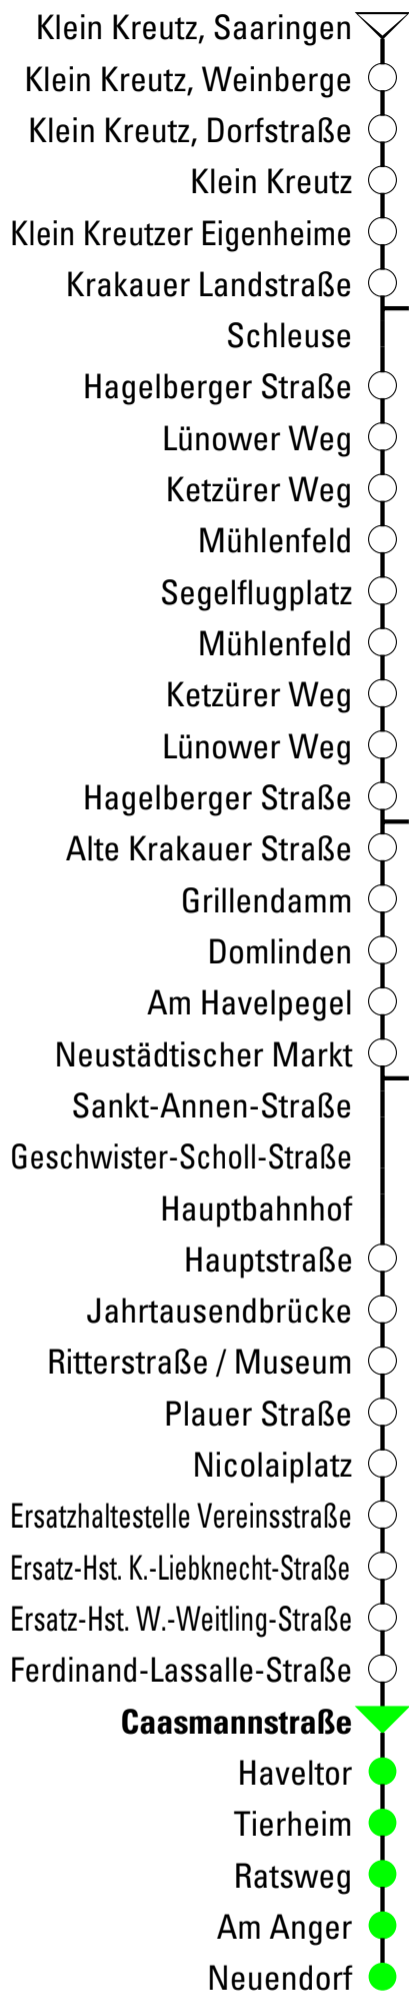 Klein Kreutz, Saaringen
Klein Kreutz, Weinberge
Klein Kreutz, Dorfstraße
Klein Kreutz
Klein Kreutzer Eigenheime
Krakauer Landstraße
Schleuse
Hagelberger Straße
Lünower Weg
Ketzürer Weg
Mühlenfeld
Segelflugplatz
Mühlenfeld
Ketzürer Weg
Lünower Weg
Hagelberger Straße
Alte Krakauer Straße
Grillendamm
Domlinden
Am Havelpegel
Neustädtischer Markt
Sankt-Annen-Straße
Geschwister-Scholl-Straße
Hauptbahnhof
Hauptstraße
Jahrtausendbrücke
Ritterstraße / Museum
Plauer Straße
Nicolaiplatz
Ersatzhaltestelle Vereinsstraße
Ersatz-Hst. K.-Liebknecht-Straße
Ersatz-Hst. W.-Weitling-Straße
Ferdinand-Lassalle-Straße
Caasmannstraße
Haveltor
Tierheim
Ratsweg
Am Anger
Neuendorf